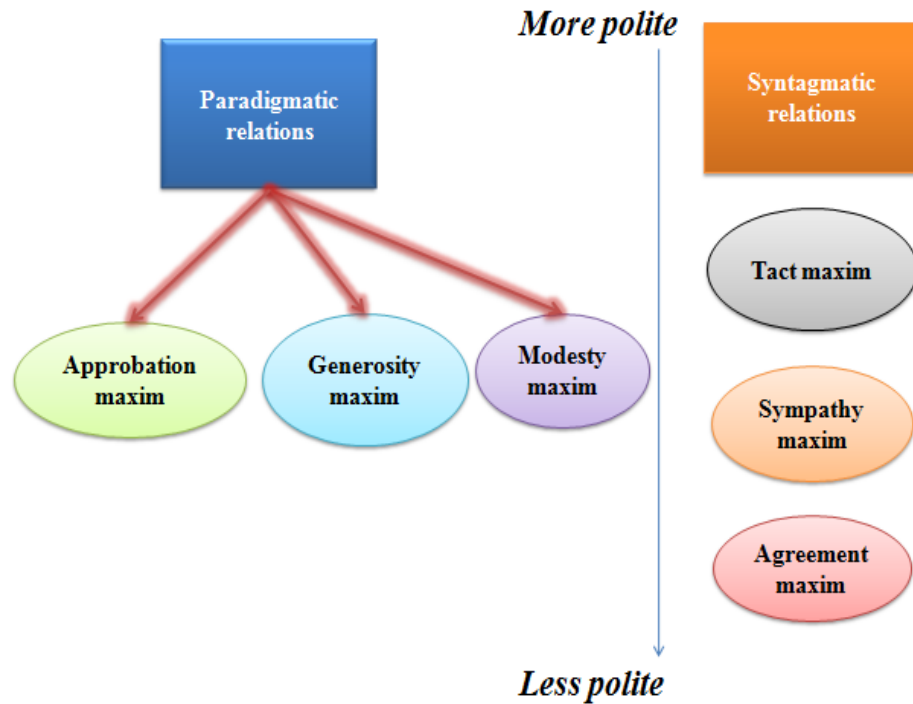 More polite
Paradigmatic
relations
Syntagmatic
relations
Tact maxim
Approbation
maxim
Generosity
maxim
Modesty
maxim
Sympathy
maxim
Agreement
maxim
Less polite